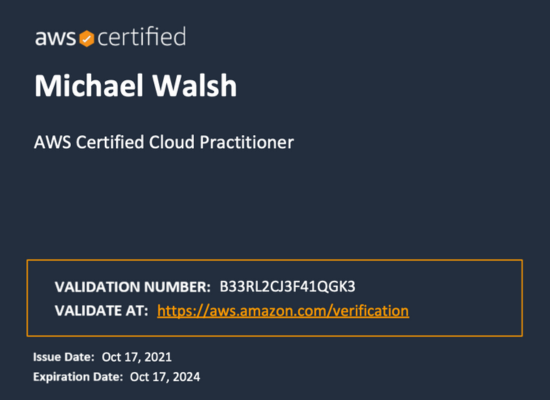 aws certified
Michael Walsh
AWS Certified Cloud Practitioner
VALIDATION NUMBER: B33RL2CJ3F41QGK3
VALIDATE AT: https://aws.amazon.com/verification
Issue Date: Oct 17, 2021
Expiration Date: Oct 17, 2024